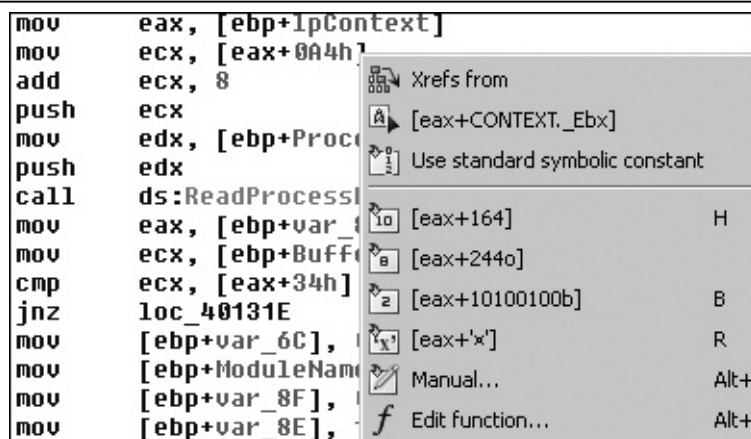 mov eax, [ebp+lpContext]
mov ecx, [eax+0A4h]
add ecx, 8
push ecx
mov edx, [ebp+Proc
push edx
call ds:ReadProcess
mov eax, [ebp+var_
mov ecx, [ebp+Buff
cmp ecx, [eax+34h]
jnz loc_40131E
mov [ebp+var_6C],
mov [ebp+ModuleNam
mov [ebp+var_8F],
mov [ebp+var_8E],
Xrefs from
[eax+CONTEXT._Ebx]
Use standard symbolic constant
[eax+164] H
[eax+244o]
[eax+10100100b] B
[eax+'×'] R
Manual... Alt+
Edit function... Alt+